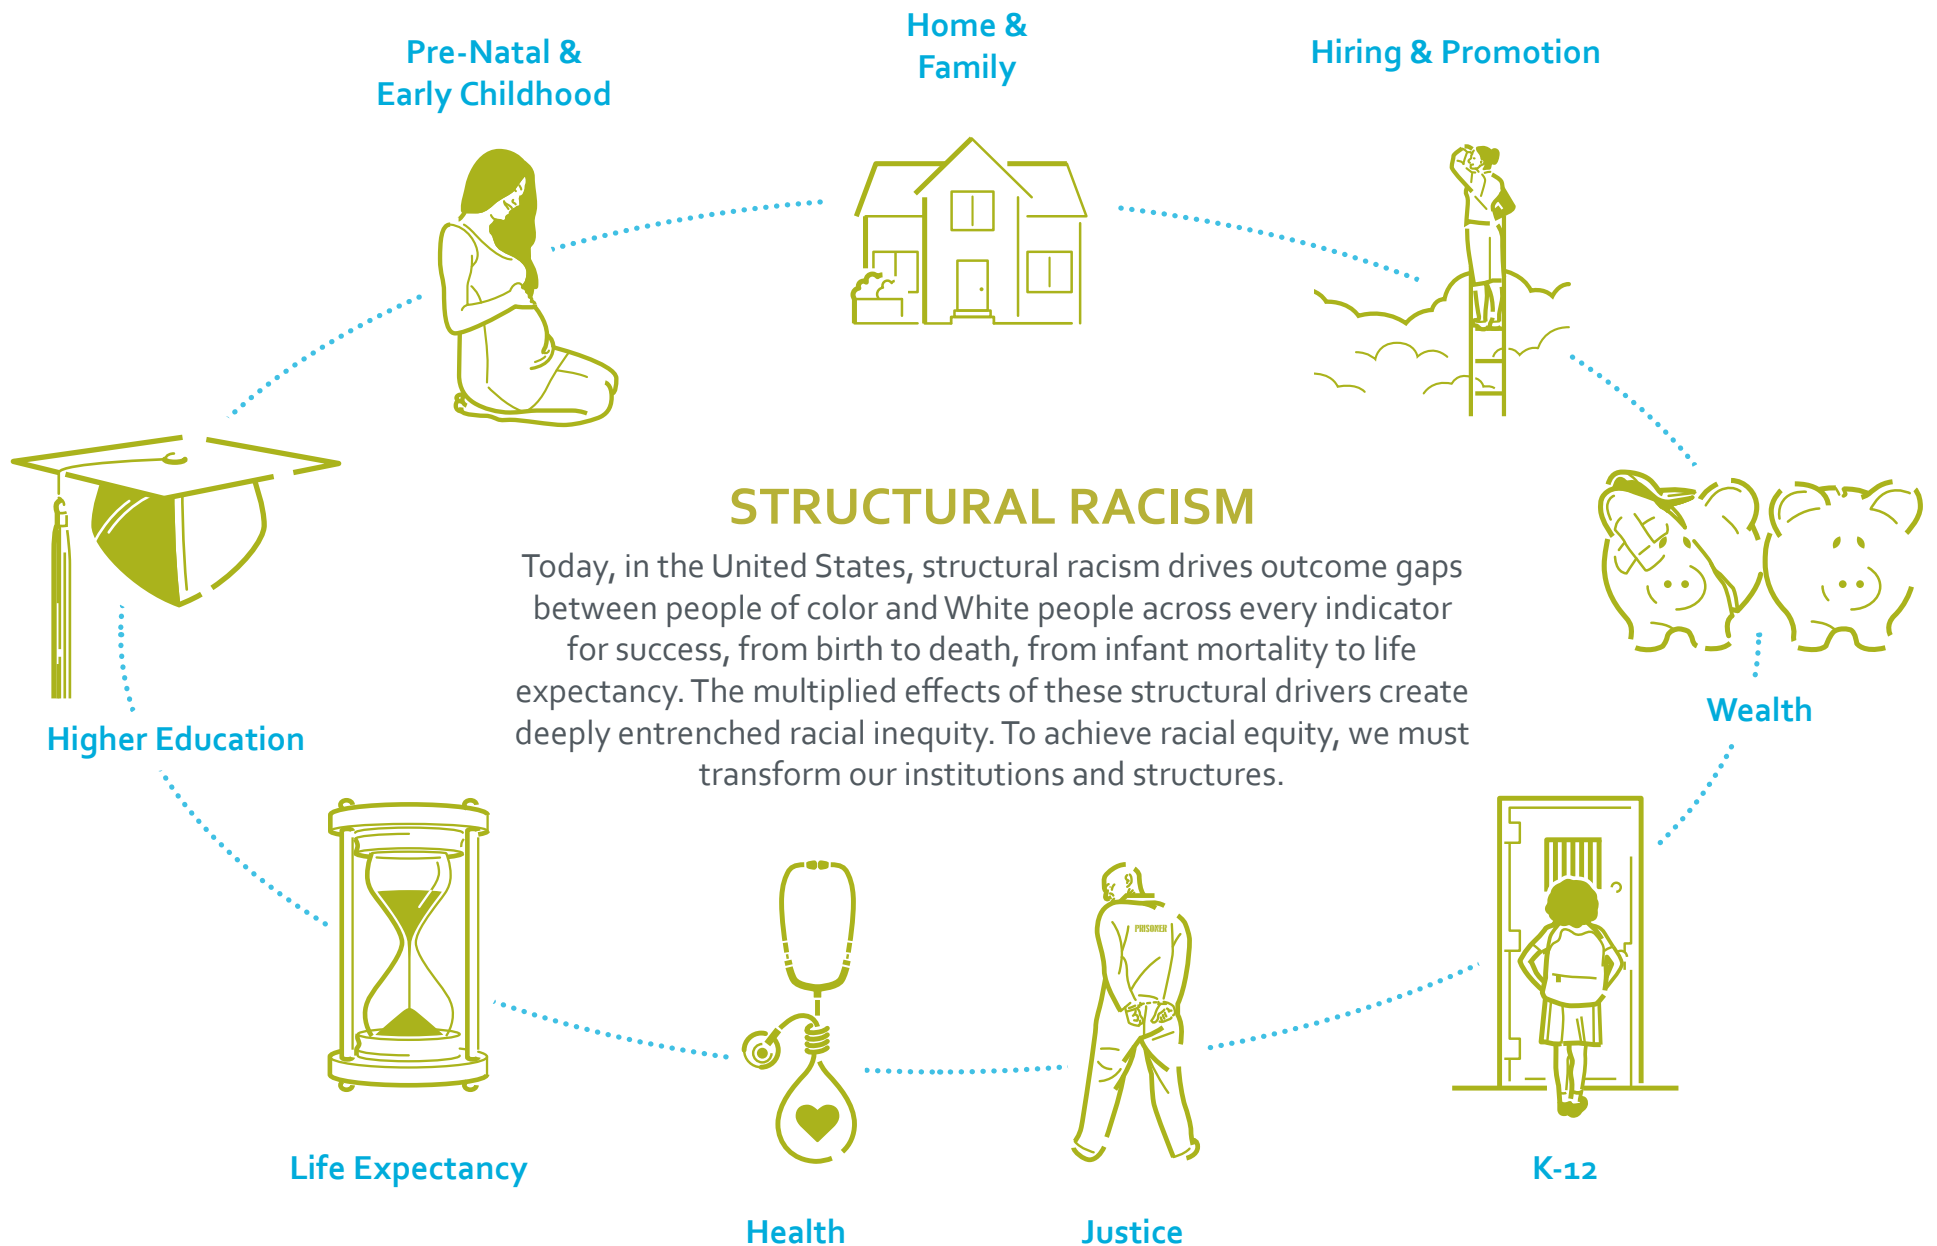 Home &
Family
Pre-Natal &
Early Childhood
Hiring & Promotion
STRUCTURAL RACISM
Today, in the United States, structural racism drives outcome gaps
between people of color and White people across every indicator
for success, from birth to death, from infant mortality to life
expectancy. The multiplied effects of these structural drivers create
deeply entrenched racial inequity. To achieve racial equity, we must
transform our institutions and structures.
Wealth
Higher Education
PRISONER
Life Expectancy
K-12
Health
Justice